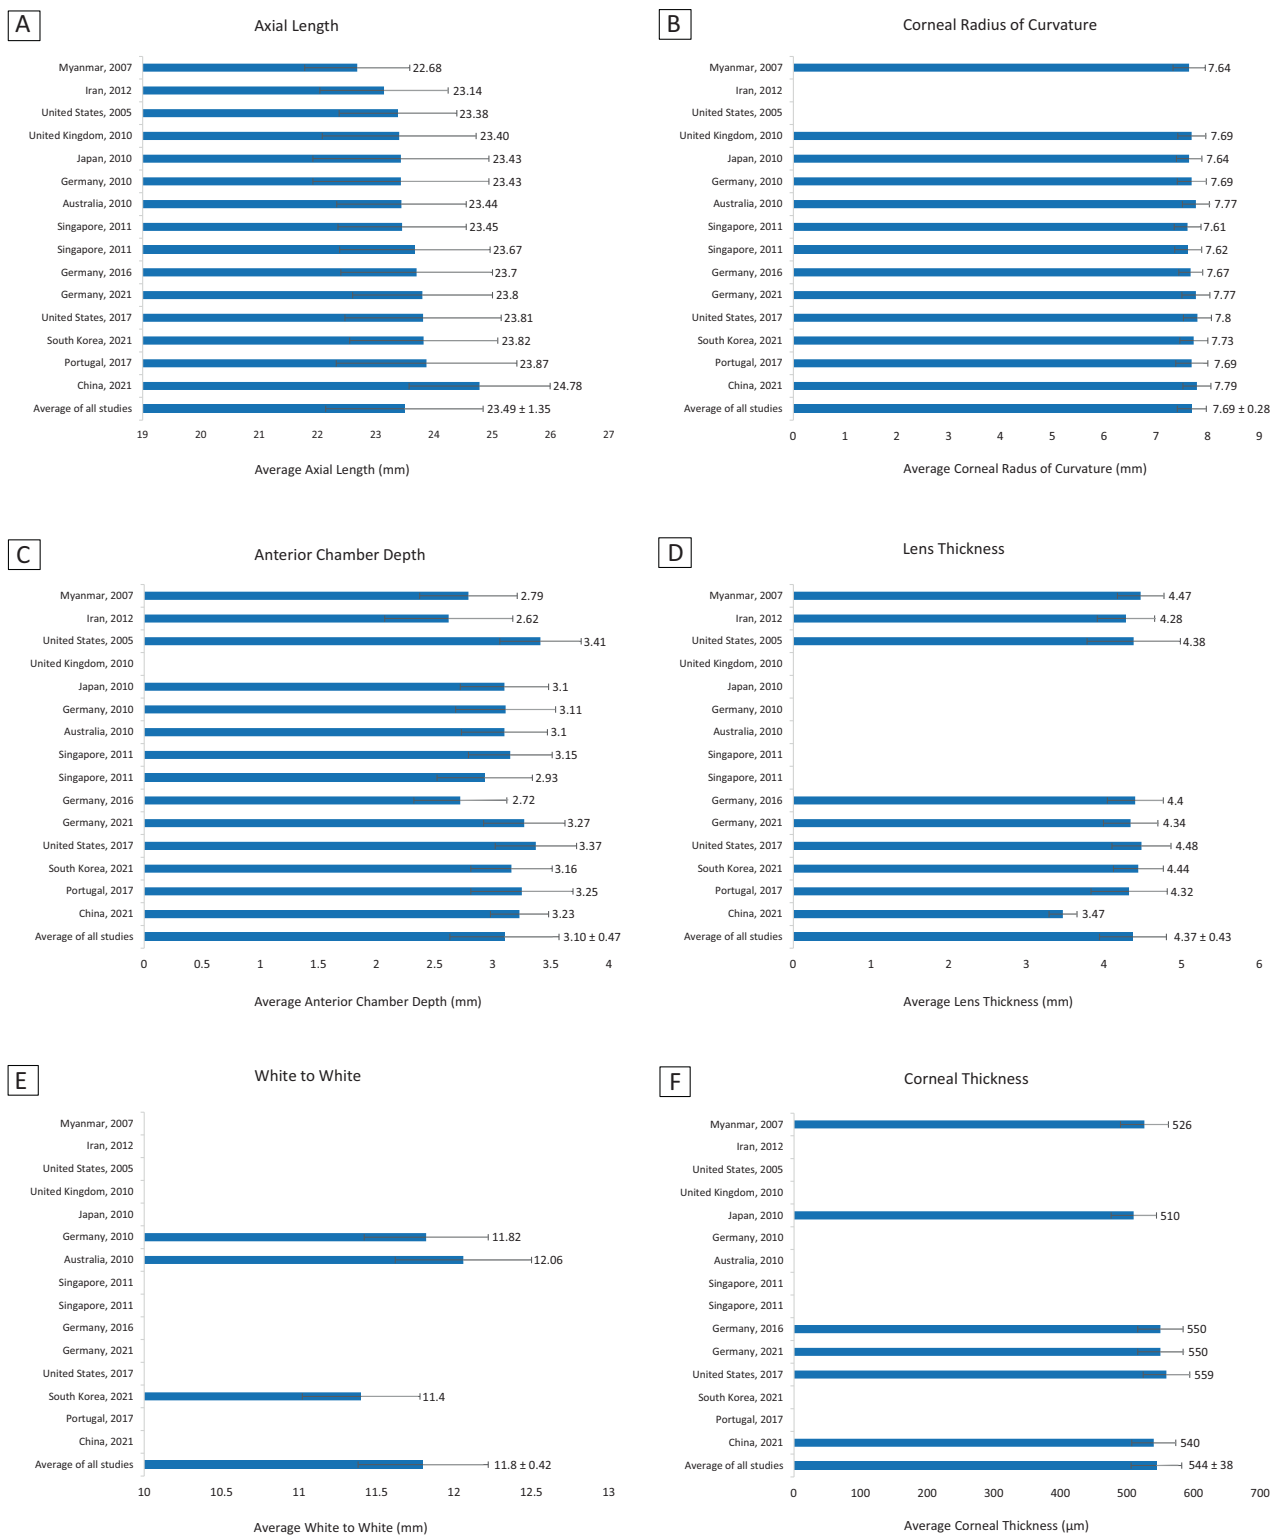 A
Axial Length
Myanmar, 2007 22.68
Iran, 2012 23.14
United States, 2005 23.38
United Kingdom, 2010 23.40
Japan, 2010 23.43
Germany, 2010 23.43
Australia, 2010 23.44
Singapore, 2011 23.45
Singapore, 2011 23.67
Germany, 2016 23.7
Germany, 2021 23.8
United States, 2017 23.81
South Korea, 2021 23.82
Portugal, 2017 23.87
China, 2021 24.78
Average of all studies 23.49 ± 1.35
19 20 21 22 23 24 25 26 27
Average Axial Length (mm)
B
Corneal Radius of Curvature
Myanmar, 2007 7.64
Iran, 2012
United States, 2005
United Kingdom, 2010 7.69
Japan, 2010 7.64
Germany, 2010 7.69
Australia, 2010 7.77
Singapore, 2011 7.61
Singapore, 2011 7.62
Germany, 2016 7.67
Germany, 2021 7.77
United States, 2017 7.8
South Korea, 2021 7.73
Portugal, 2017 7.69
China, 2021 7.79
Average of all studies 7.69 ± 0.28
0 1 2 3 4 5 6 7 8 9
Average Corneal Radus of Curvature (mm)
C
Anterior Chamber Depth
Myanmar, 2007 2.79
Iran, 2012 2.62
United States, 2005 3.41
United Kingdom, 2010
Japan, 2010 3.1
Germany, 2010 3.11
Australia, 2010 3.1
Singapore, 2011 3.15
Singapore, 2011 2.93
Germany, 2016 2.72
Germany, 2021 3.27
United States, 2017 3.37
South Korea, 2021 3.16
Portugal, 2017 3.25
China, 2021 3.23
Average of all studies 3.10 ± 0.47
0 0.5 1 1.5 2 2.5 3 3.5 4
Average Anterior Chamber Depth (mm)
D
Lens Thickness
Myanmar, 2007 4.47
Iran, 2012 4.28
United States, 2005 4.38
United Kingdom, 2010
Japan, 2010
Germany, 2010
Australia, 2010
Singapore, 2011
Singapore, 2011
Germany, 2016 4.4
Germany, 2021 4.34
United States, 2017 4.48
South Korea, 2021 4.44
Portugal, 2017 4.32
China, 2021 3.47
Average of all studies 4.37 ± 0.43
0 1 2 3 4 5 6
Average Lens Thickness (mm)
E
White to White
Myanmar, 2007
Iran, 2012
United States, 2005
United Kingdom, 2010
Japan, 2010
Germany, 2010 11.82
Australia, 2010 12.06
Singapore, 2011
Singapore, 2011
Germany, 2016
Germany, 2021
United States, 2017
South Korea, 2021 11.4
Portugal, 2017
China, 2021
Average of all studies 11.8 ± 0.42
10 10.5 11 11.5 12 12.5 13
Average White to White (mm)
F
Corneal Thickness
Myanmar, 2007 526
Iran, 2012
United States, 2005
United Kingdom, 2010
Japan, 2010 510
Germany, 2010
Australia, 2010
Singapore, 2011
Singapore, 2011
Germany, 2016 550
Germany, 2021 550
United States, 2017 559
South Korea, 2021
Portugal, 2017
China, 2021 540
Average of all studies 544 ± 38
0 100 200 300 400 500 600 700
Average Corneal Thickness (µm)